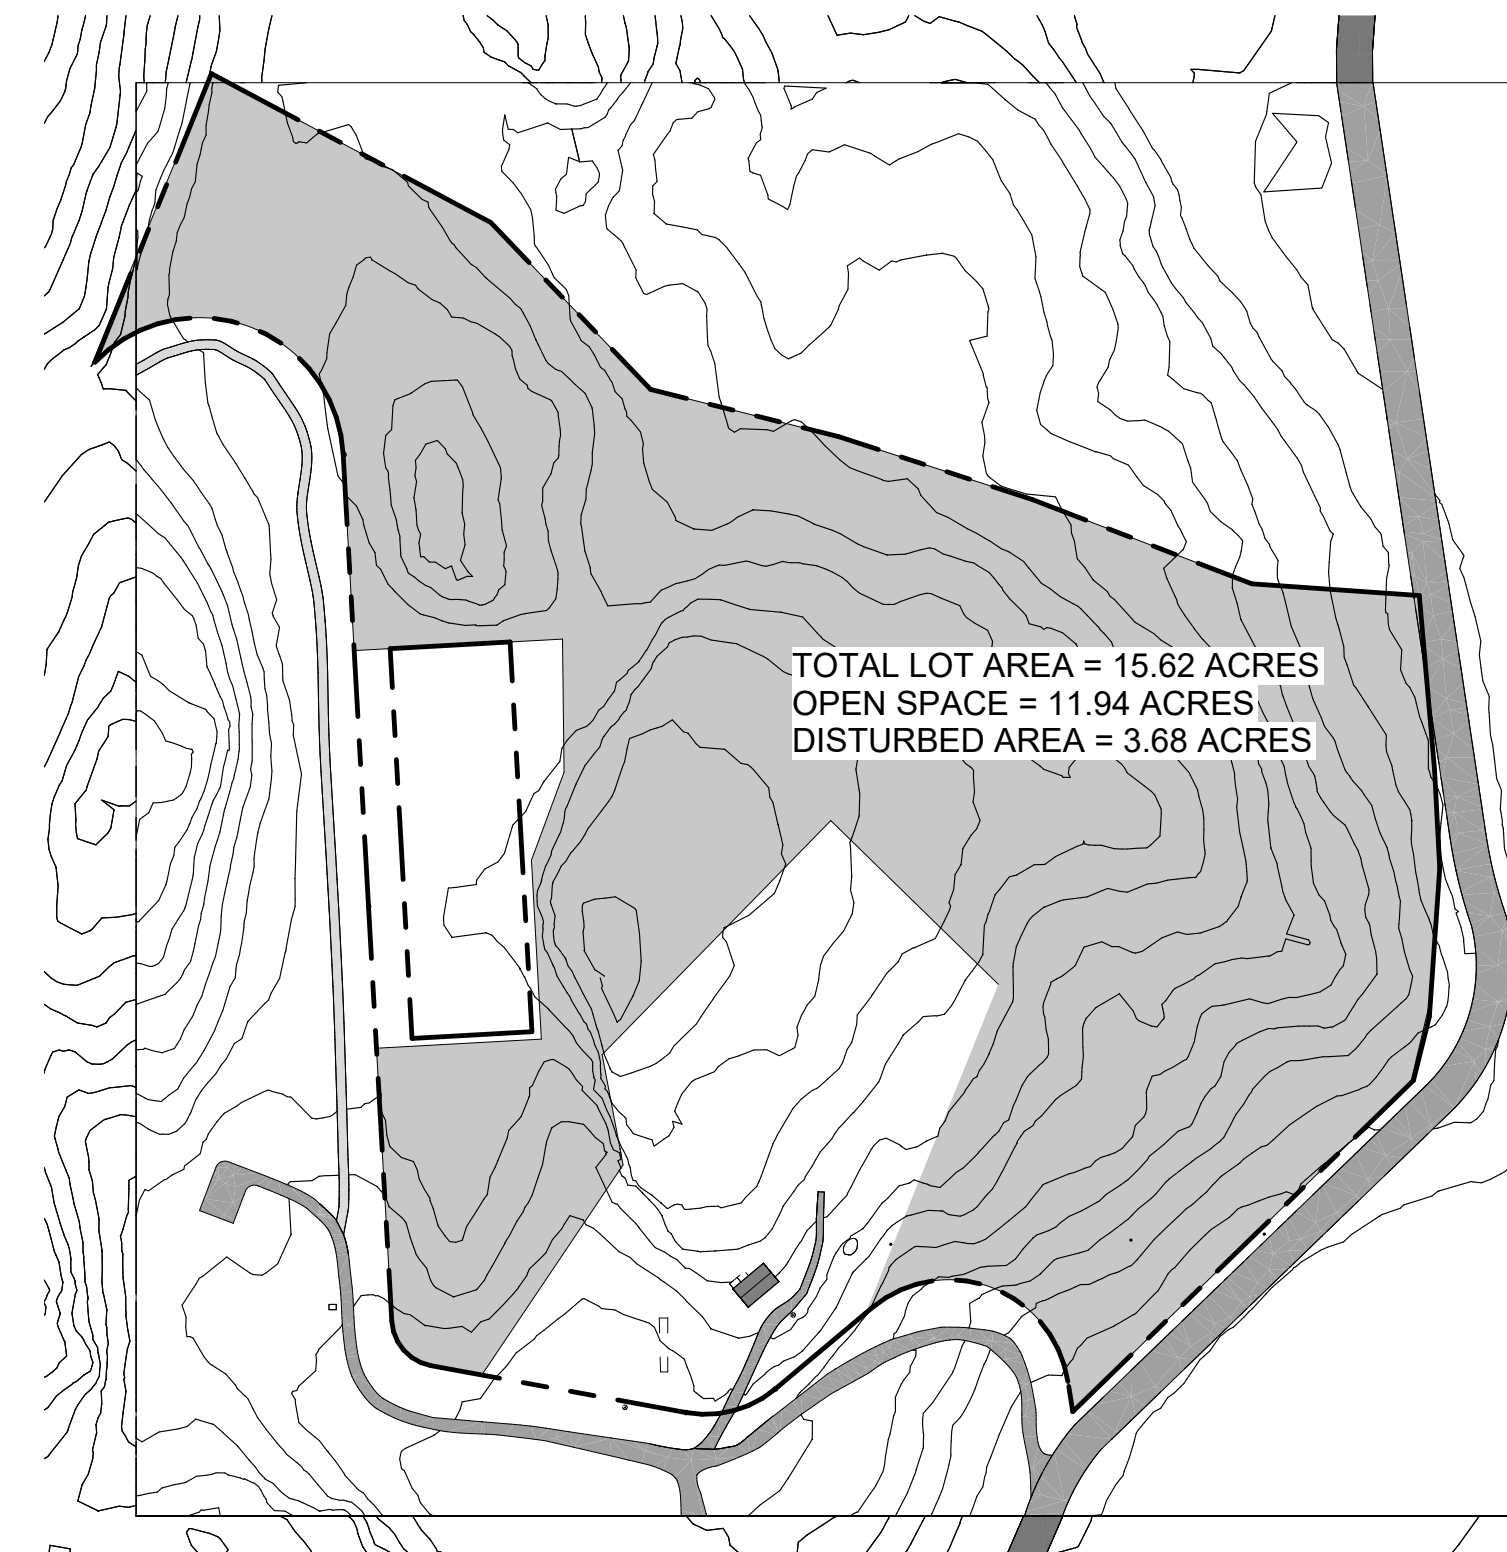 TOTAL LOT AREA = 15.62 ACRES
OPEN SPACE = 11.94 ACRES
DISTURBED AREA = 3.68 ACRES